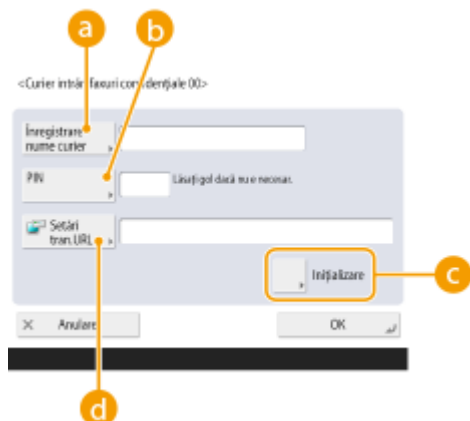 a
b
<Curier intrări faxuri confidențiale 00>
Înregistrare
nume curier
PIN
Lăsați gol dacă nu e necesar.
Setări
tran.URL
Inițializare
c
Anulare
OK
d